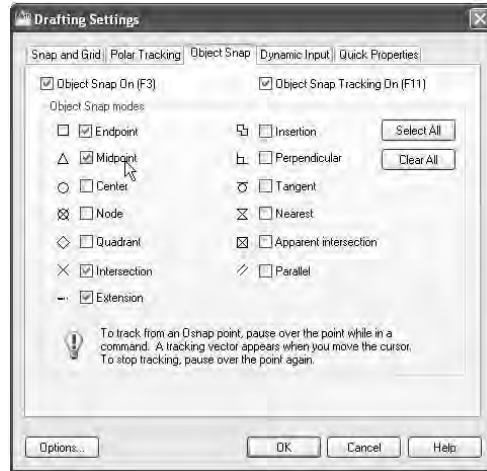 Drafting Settings
Snap and Grid Polar Tracking Object Snap Dynamic Input Quick Properties
Object Snap On (F3) Object Snap Tracking On (F11)
Object Snap modes
Endpoint Insertion Select All
Midpoint Perpendicular Clear All
Center Tangent
Node Nearest
Quadrant Apparent intersection
Intersection Parallel
Extension
To track from an Osnap point, pause over the point while in a
command. A tracking vector appears when you move the cursor.
To stop tracking, pause over the point again.
Options... OK Cancel Help